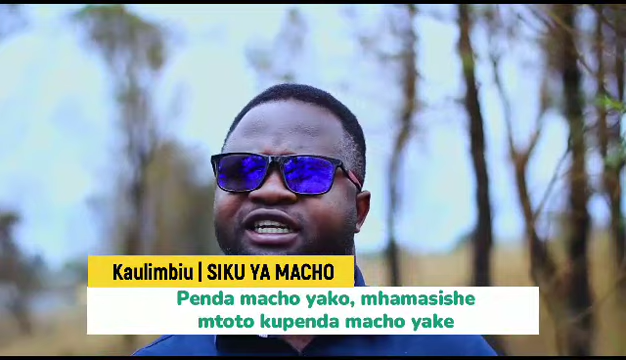 Kaulimbiu | SIKU YA MACHO
Penda macho yako, mhamasishe
mtoto kupenda macho yake